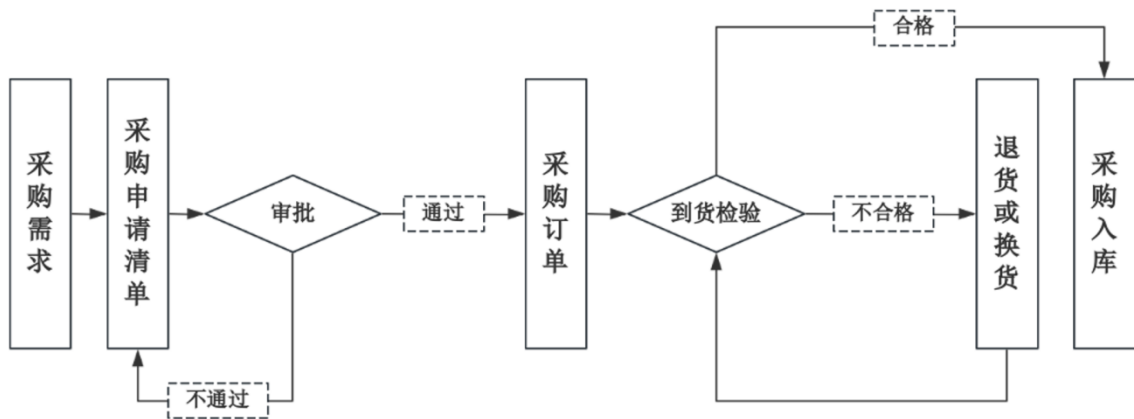 采购需求
采购申请清单
审批
不通过
通过
采购订单
到货检验
合格
不合格
退货或换货
采购入库